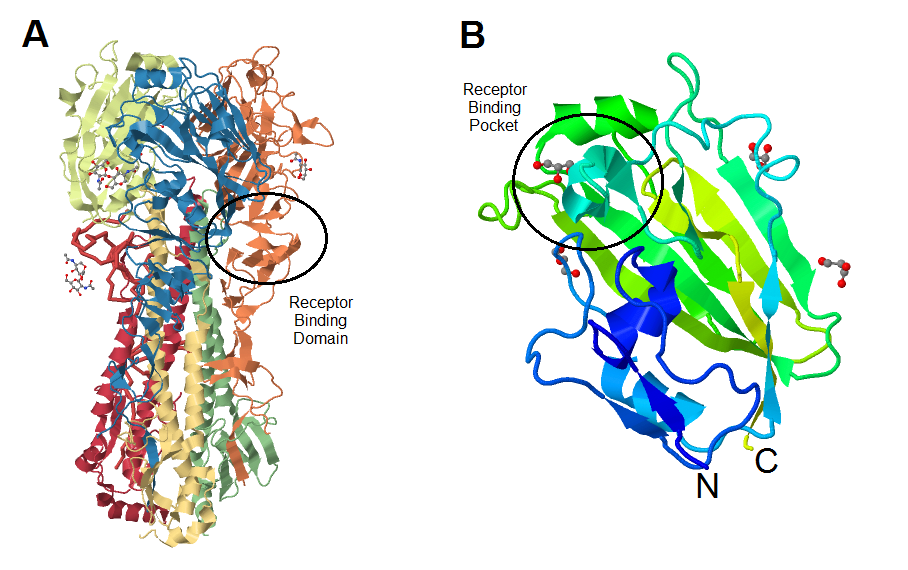 A
B
Receptor
Binding
Pocket
Receptor
Binding
Domain
N
C